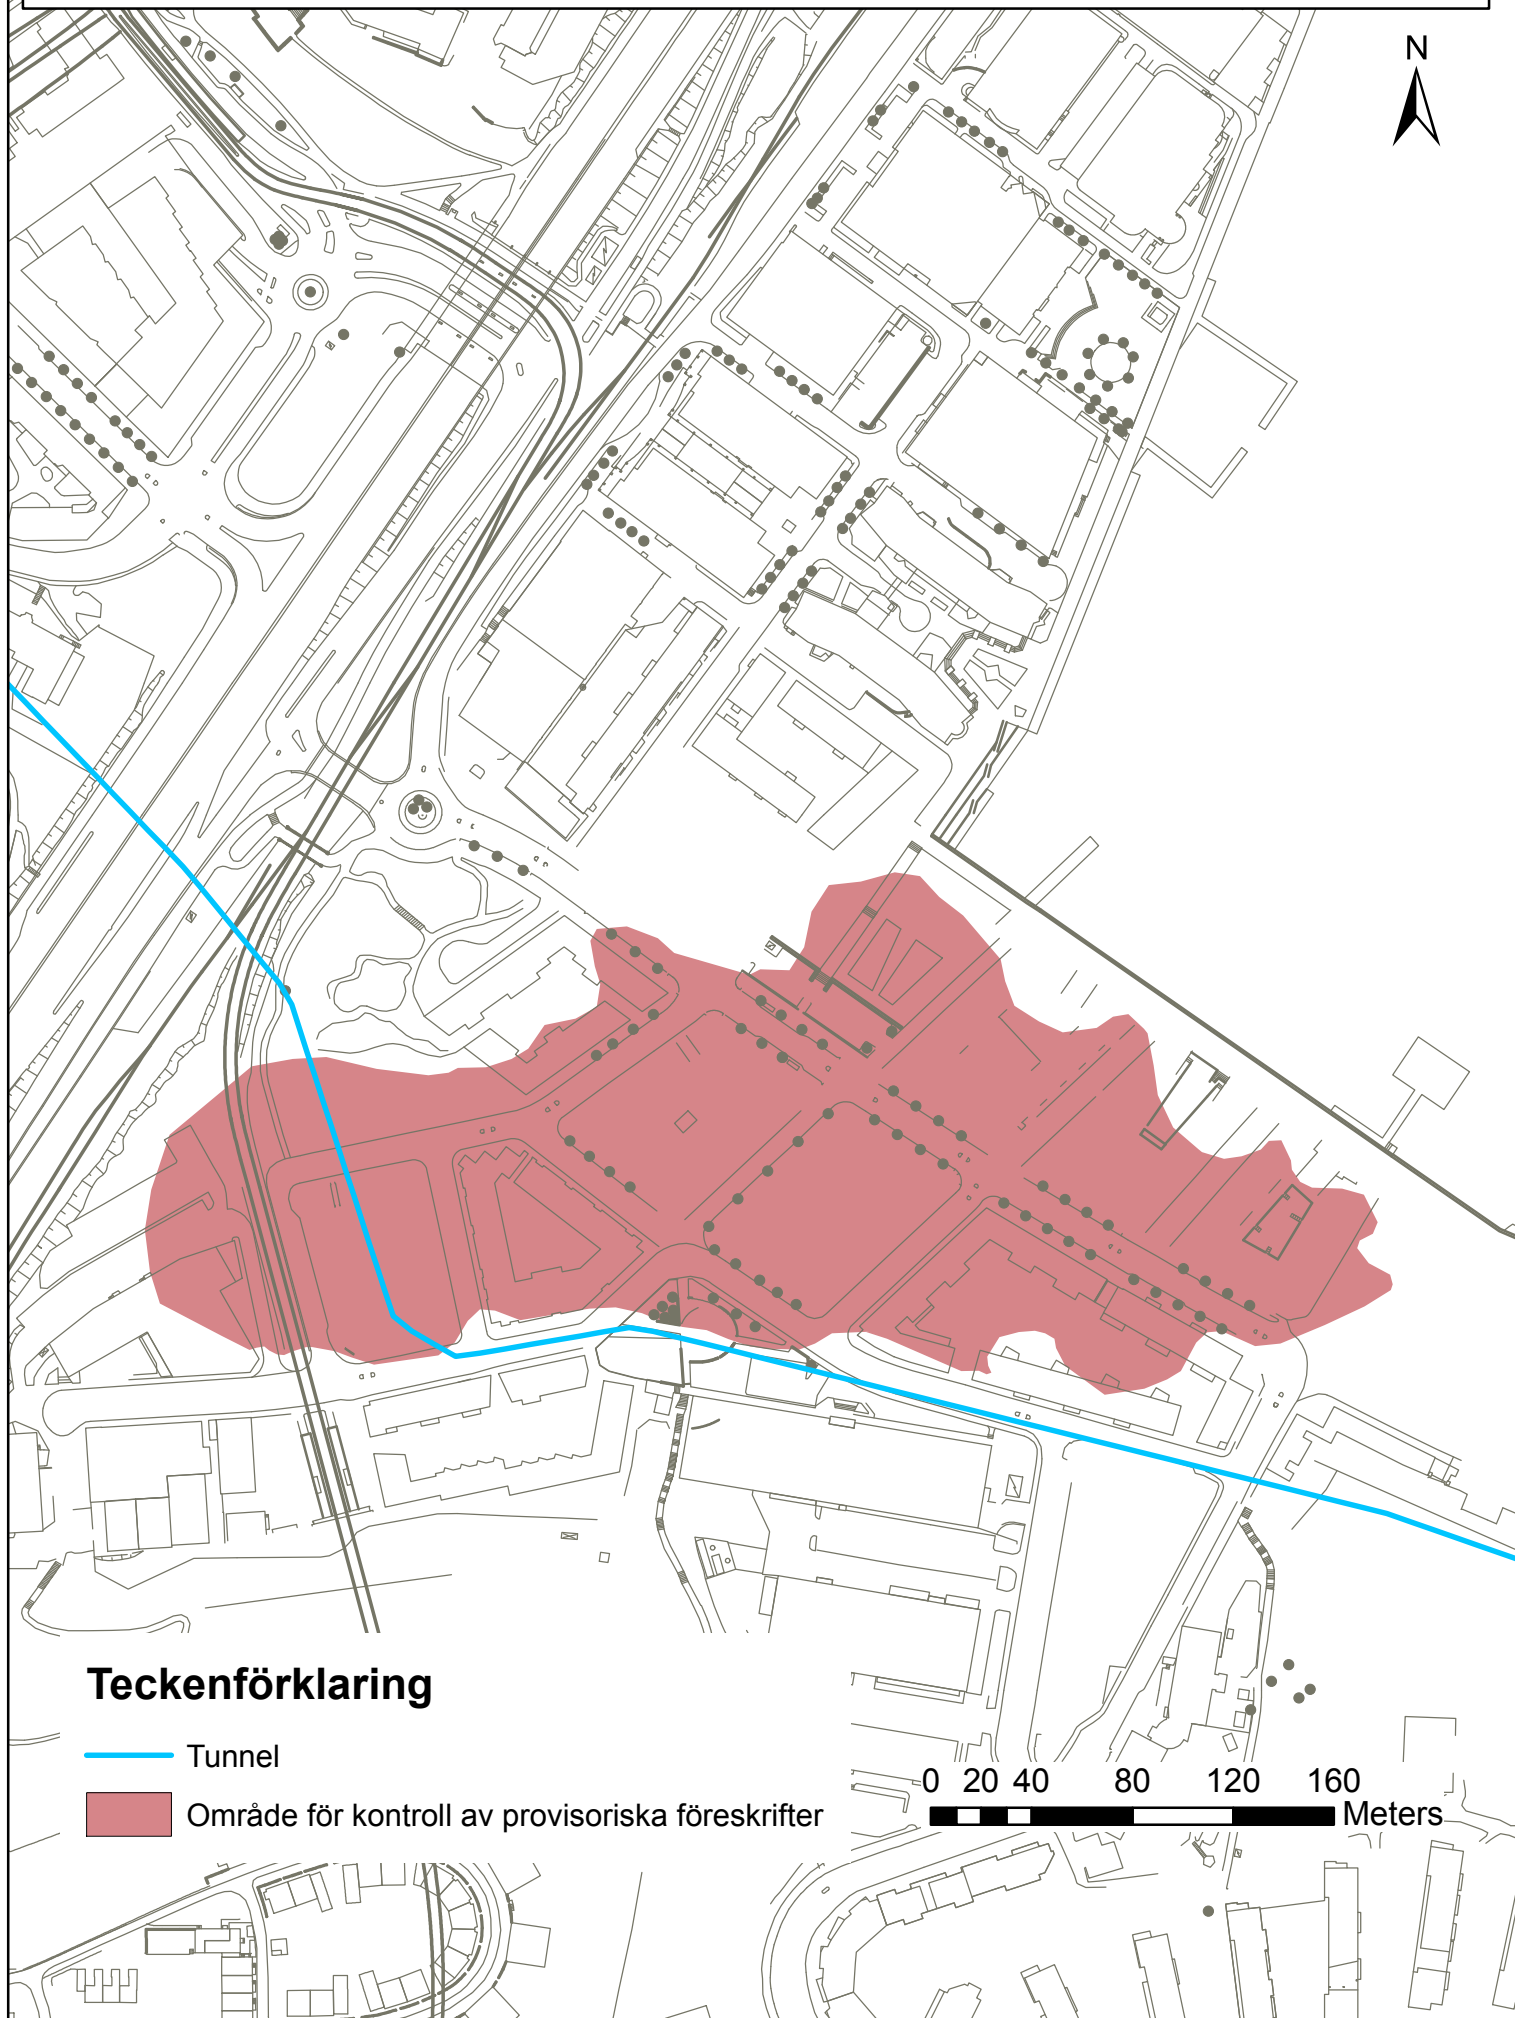 N
Teckenförklaring
Tunnel
Område för kontroll av provisoriska föreskrifter
0 20 40 80 120 160
Meters